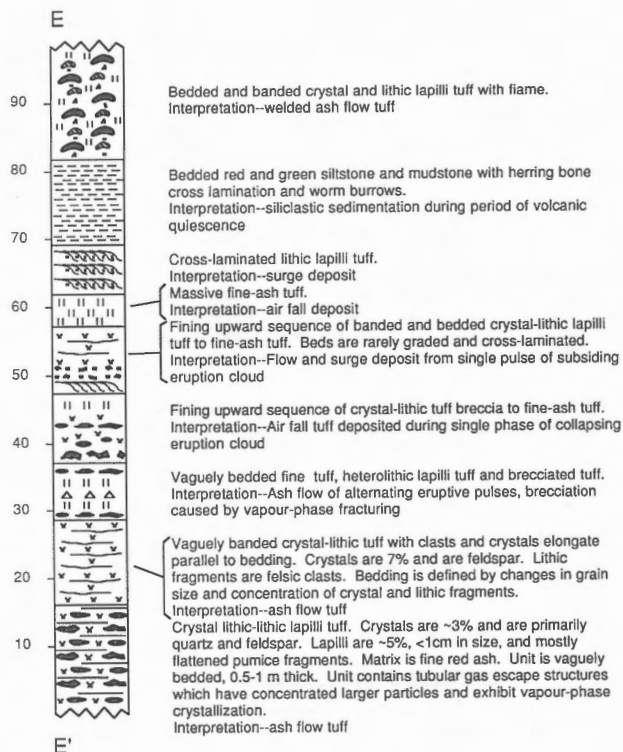 E
90
Bedded and banded crystal and lithic lapilli tuff with fiame.
Interpretation--welded ash flow tuff
80
Bedded red and green siltstone and mudstone with herring bone
cross lamination and worm burrows.
Interpretation--siliclastic sedimentation during period of volcanic
quiescence
70
Cross-laminated lithic lapilli tuff.
Interpretation--surge deposit
Massive fine-ash tuff.
60
Interpretation--air fall deposit
Fining upward sequence of banded and bedded crystal-lithic lapilli
tuff to fine-ash tuff. Beds are rarely graded and cross-laminated.
Interpretation--Flow and surge deposit from single pulse of subsiding
50
eruption cloud
Fining upward sequence of crystal-lithic tuff breccia to fine-ash tuff.
Interpretation--Air fall tuff deposited during single phase of collapsing
40
eruption cloud
Vaguely bedded fine tuff, heterolithic lapilli tuff and brecciated tuff.
Interpretation--Ash flow of alternating eruptive pulses, brecciation
30
caused by vapour-phase fracturing
Vaguely banded crystal-lithic tuff with clasts and crystals elongate
parallel to bedding. Crystals are 7% and are feldspar. Lithic
20
fragments are felsic clasts. Bedding is defined by changes in grain
size and concentration of crystal and lithic fragments.
Interpretation--ash flow tuff
Crystal lithic-lithic lapilli tuff. Crystals are ~3% and are primarily
10
quartz and feldspar. Lapilli are ~5%, <1cm in size, and mostly
flattened pumice fragments. Matrix is fine red ash. Unit is vaguely
bedded, 0.5-1 m thick. Unit contains tubular gas escape structures
which have concentrated larger particles and exhibit vapour-phase
crystallization.
Interpretation--ash flow tuff
E'